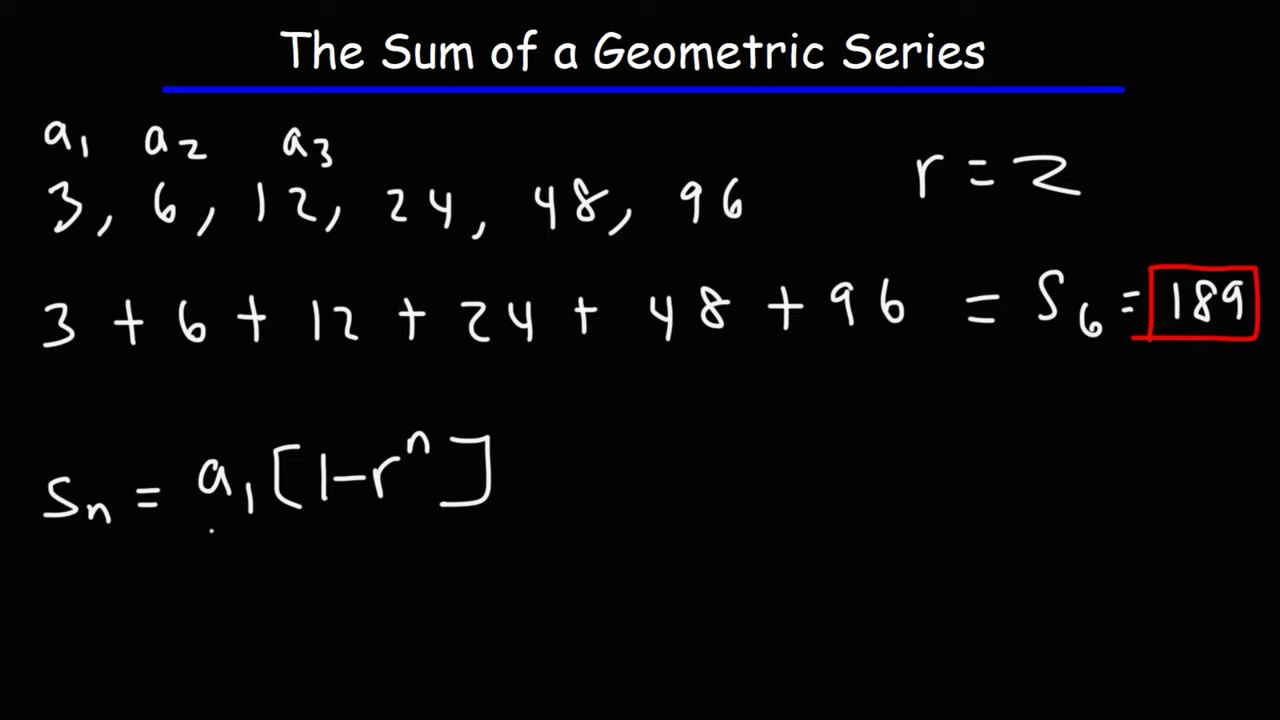 The Sum of a Geometric Series
a1 a2 a3
3, 6, 12, 24, 48, 96 r = 2
3 + 6 + 12 + 24 + 48 + 96 = S6 = 189
Sn = a1[1-r^n]